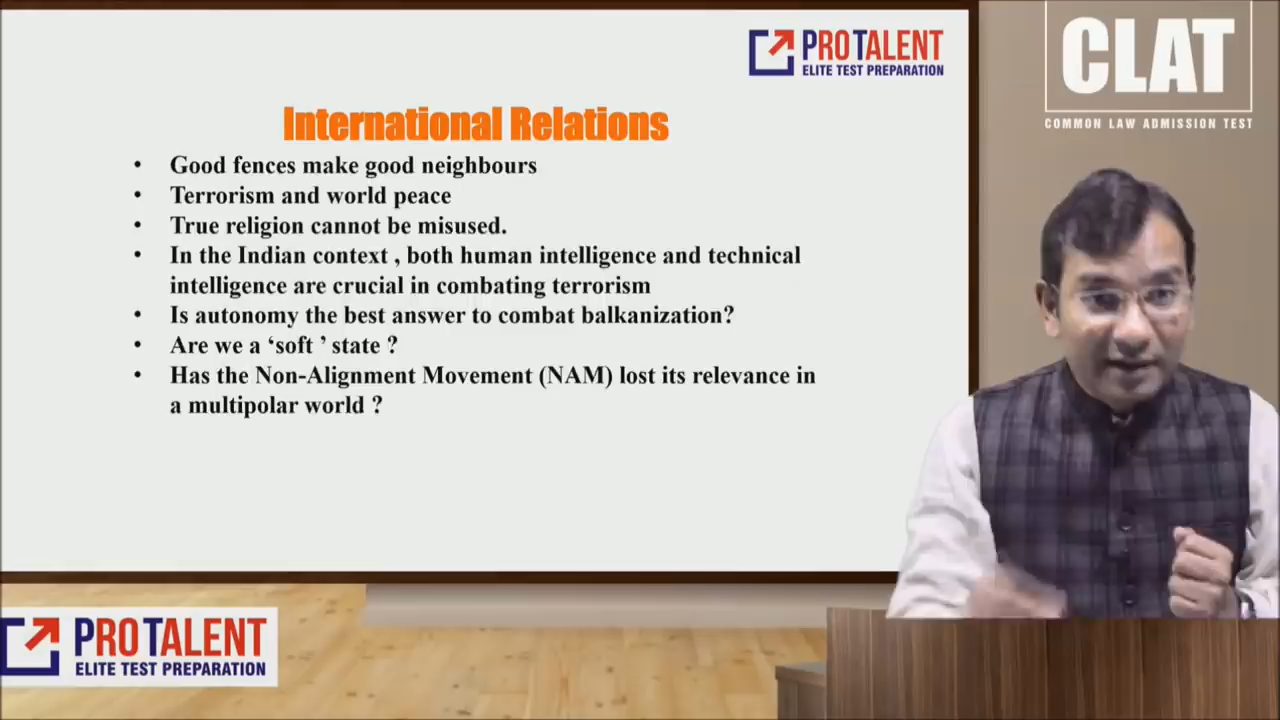 PROTALENT
ELITE TEST PREPARATION
CLAT
COMMON LAW ADMISSION TEST
International Relations
• Good fences make good neighbours
• Terrorism and world peace
• True religion cannot be misused.
• In the Indian context , both human intelligence and technical
intelligence are crucial in combating terrorism
• Is autonomy the best answer to combat balkanization?
• Are we a ‘soft ’ state ?
• Has the Non-Alignment Movement (NAM) lost its relevance in
a multipolar world ?
PROTALENT
ELITE TEST PREPARATION